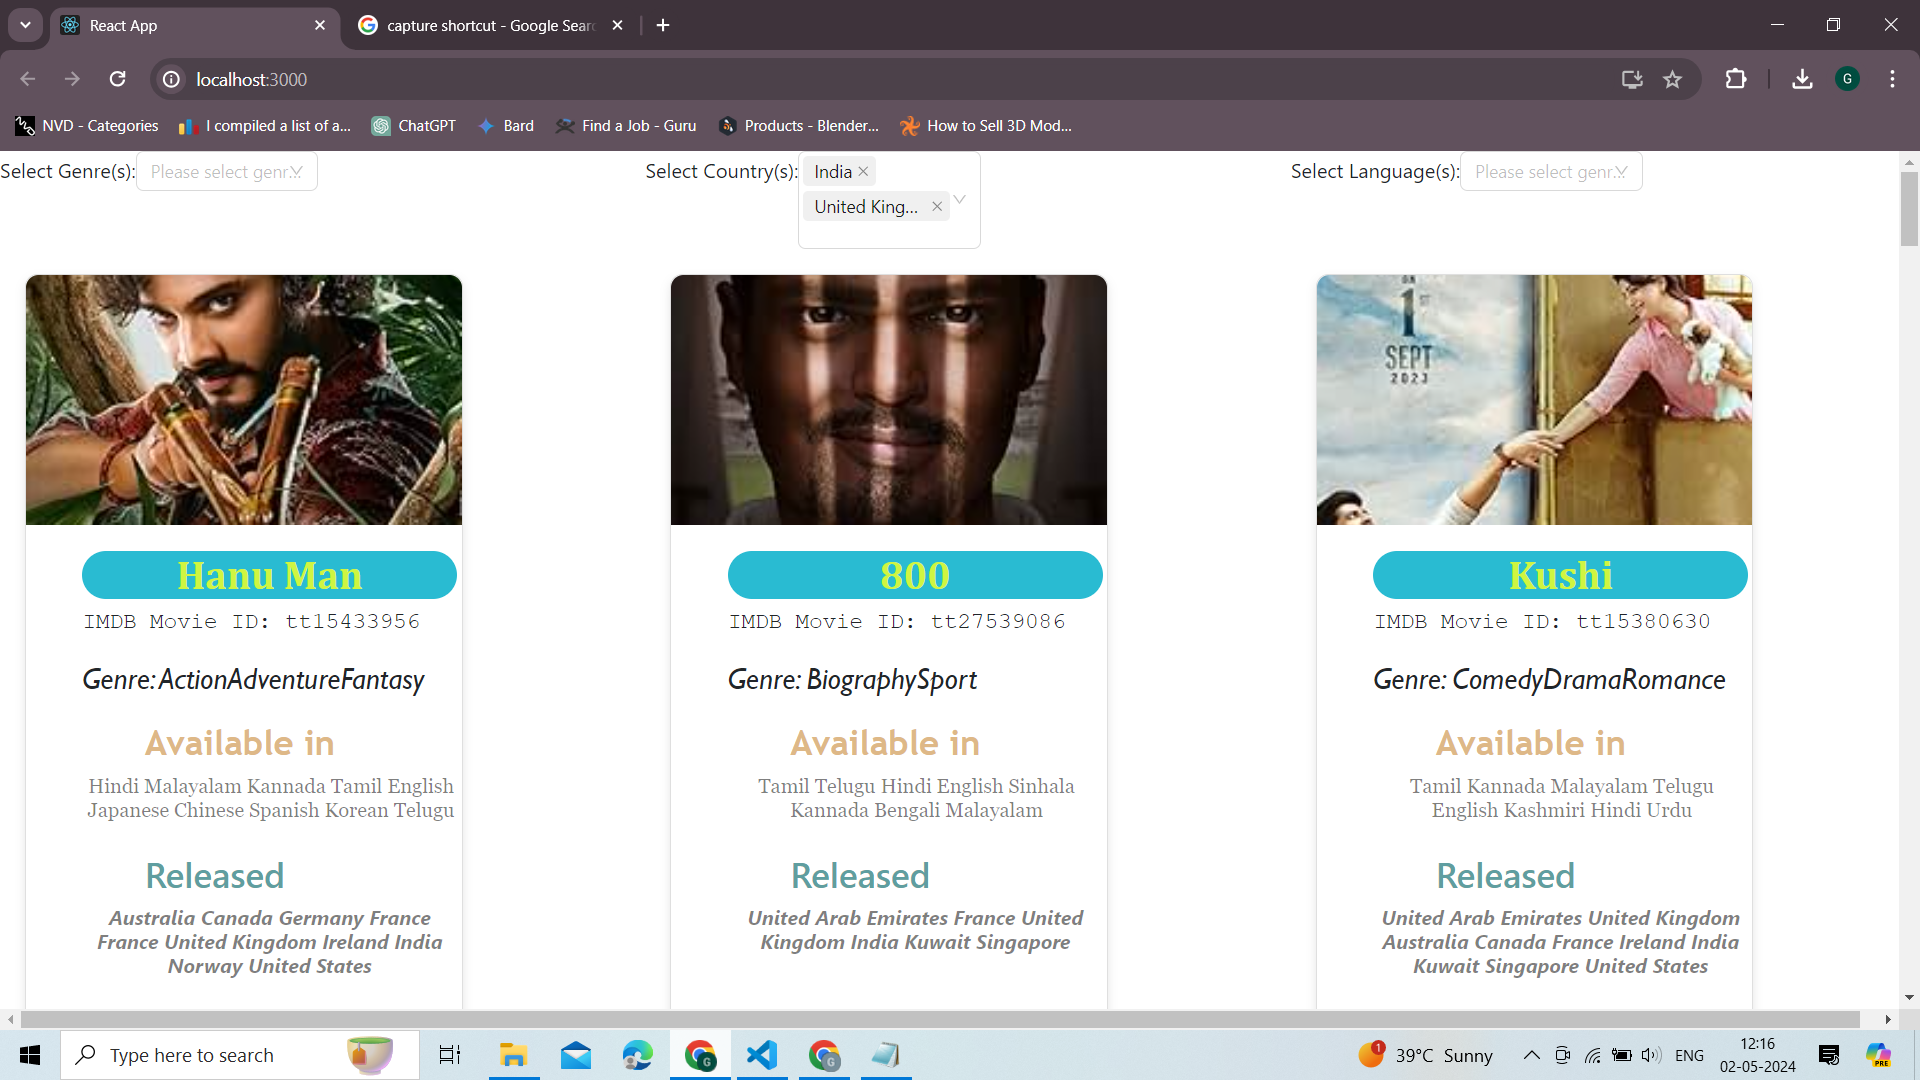 React App
capture shortcut - Google Sear
localhost:3000
NVD - Categories
I compiled a list of a...
ChatGPT
Bard
Find a Job - Guru
Products - Blender...
How to Sell 3D Mod...
Select Genre(s):
Please select genr...
Select Country(s):
India
United King...
Select Language(s):
Please select genr...
1ST
SEPT
2023
Hanu Man
IMDB Movie ID: tt15433956
Genre: ActionAdventureFantasy
Available in
Hindi Malayalam Kannada Tamil English
Japanese Chinese Spanish Korean Telugu
Released
Australia Canada Germany France
France United Kingdom Ireland India
Norway United States
800
IMDB Movie ID: tt27539086
Genre: BiographySport
Available in
Tamil Telugu Hindi English Sinhala
Kannada Bengali Malayalam
Released
United Arab Emirates France United
Kingdom India Kuwait Singapore
Kushi
IMDB Movie ID: tt15380630
Genre: ComedyDramaRomance
Available in
Tamil Kannada Malayalam Telugu
English Kashmiri Hindi Urdu
Released
United Arab Emirates United Kingdom
Australia Canada France Ireland India
Kuwait Singapore United States
Type here to search
1
39°C Sunny
ENG
12:16
02-05-2024
PRE
G